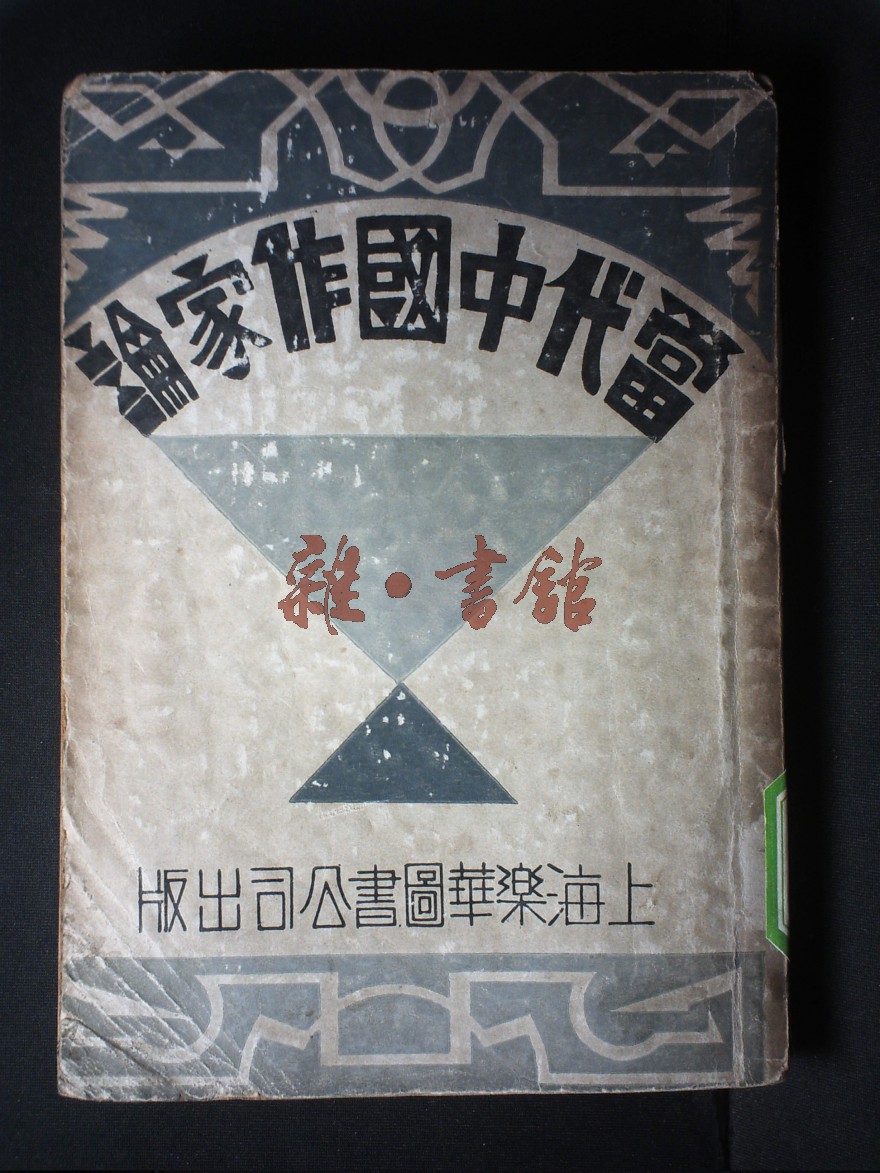 當代中國作家論
雜·書館
上海樂華圖書公司出版